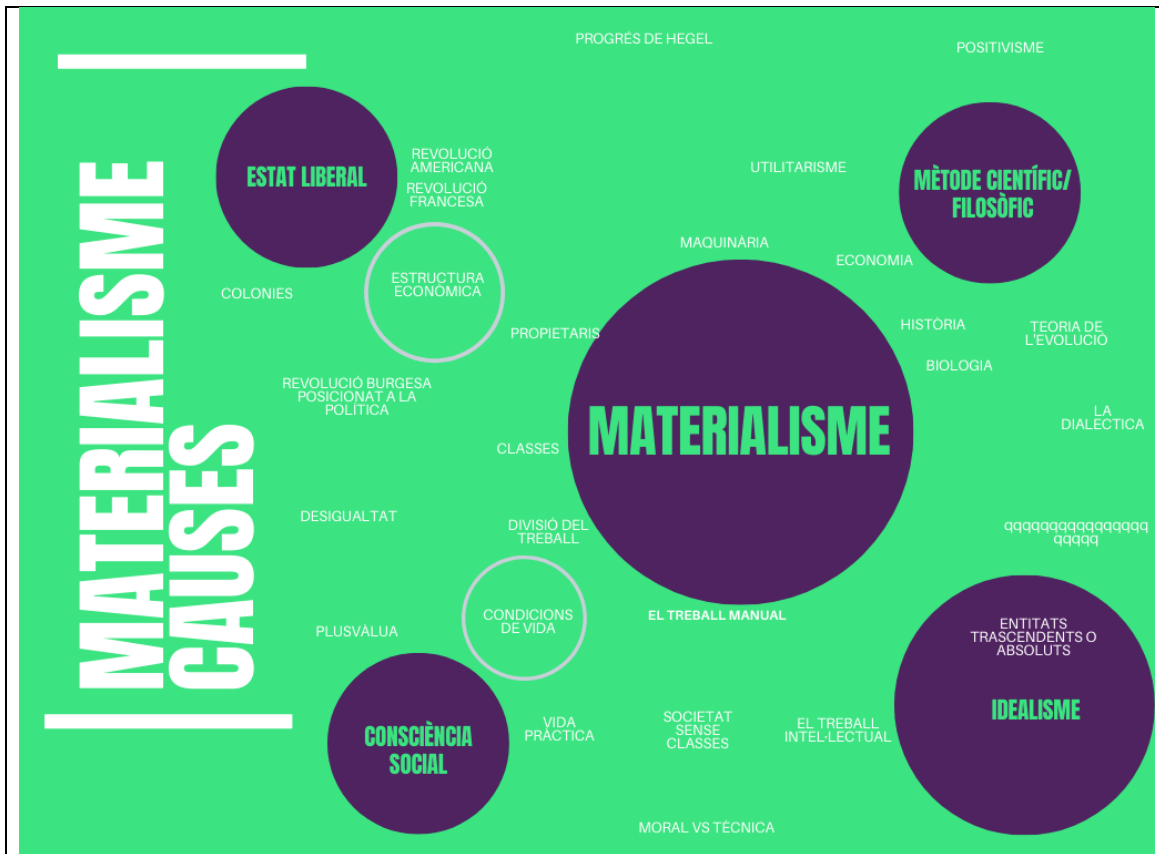 MATERIALISME
CAUSES
PROGRÉS DE HEGEL
POSITIVISME
ESTAT LIBERAL
REVOLUCIÓ
AMERICANA
REVOLUCIÓ
FRANCESA
UTILITARISME
MÈTODE CIENTÍFIC/
FILOSÒFIC
MAQUINÀRIA
ECONOMIA
ESTRUCTURA
ECONÒMICA
COLONIES
PROPIETARIS
HISTÒRIA
TEORIA DE
L'EVOLUCIÓ
BIOLOGIA
REVOLUCIÓ BURGESA
POSICIONAT A LA
POLÍTICA
LA
DIALECTICA
MATERIALISME
CLASSES
DESIGUALTAT
DIVISIÓ DEL
TREBALL
qqqqqqqqqqqqqqqq
qqqqq
CONDICIONS
DE VIDA
EL TREBALL MANUAL
PLUSVÀLUA
ENTITATS
TRASCENDENTS O
ABSOLUTS
IDEALISME
CONSCIÈNCIA
SOCIAL
VIDA
PRÀCTICA
SOCIETAT
SENSE
CLASSES
EL TREBALL
INTEL·LECTUAL
MORAL VS TÈCNICA